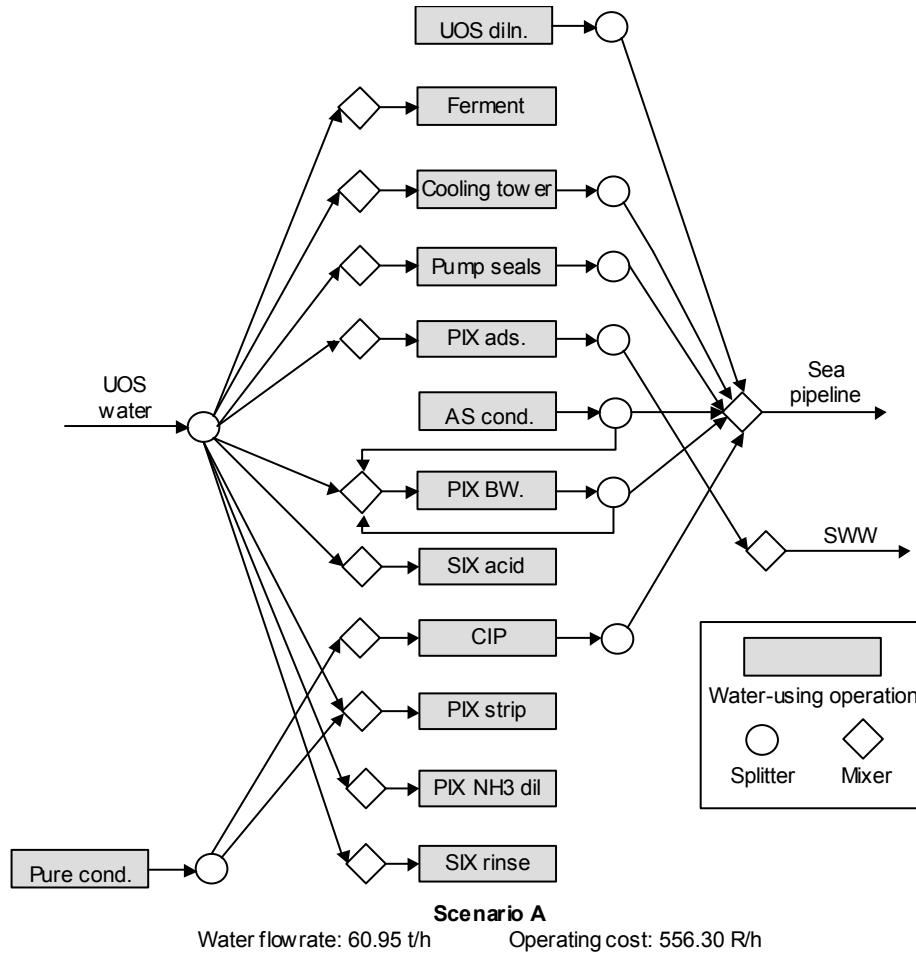 UOS diln.
Ferment
Cooling tower
Pump seals
PIX ads.
UOS
water
Sea
pipeline
AS cond.
PIX BW.
SWW
SIX acid
CIP
PIX strip
Water-using operation
Splitter
Mixer
PIX NH3 dil
Pure cond.
SIX rinse
Scenario A
Water flowrate: 60.95 t/h Operating cost: 556.30 R/h